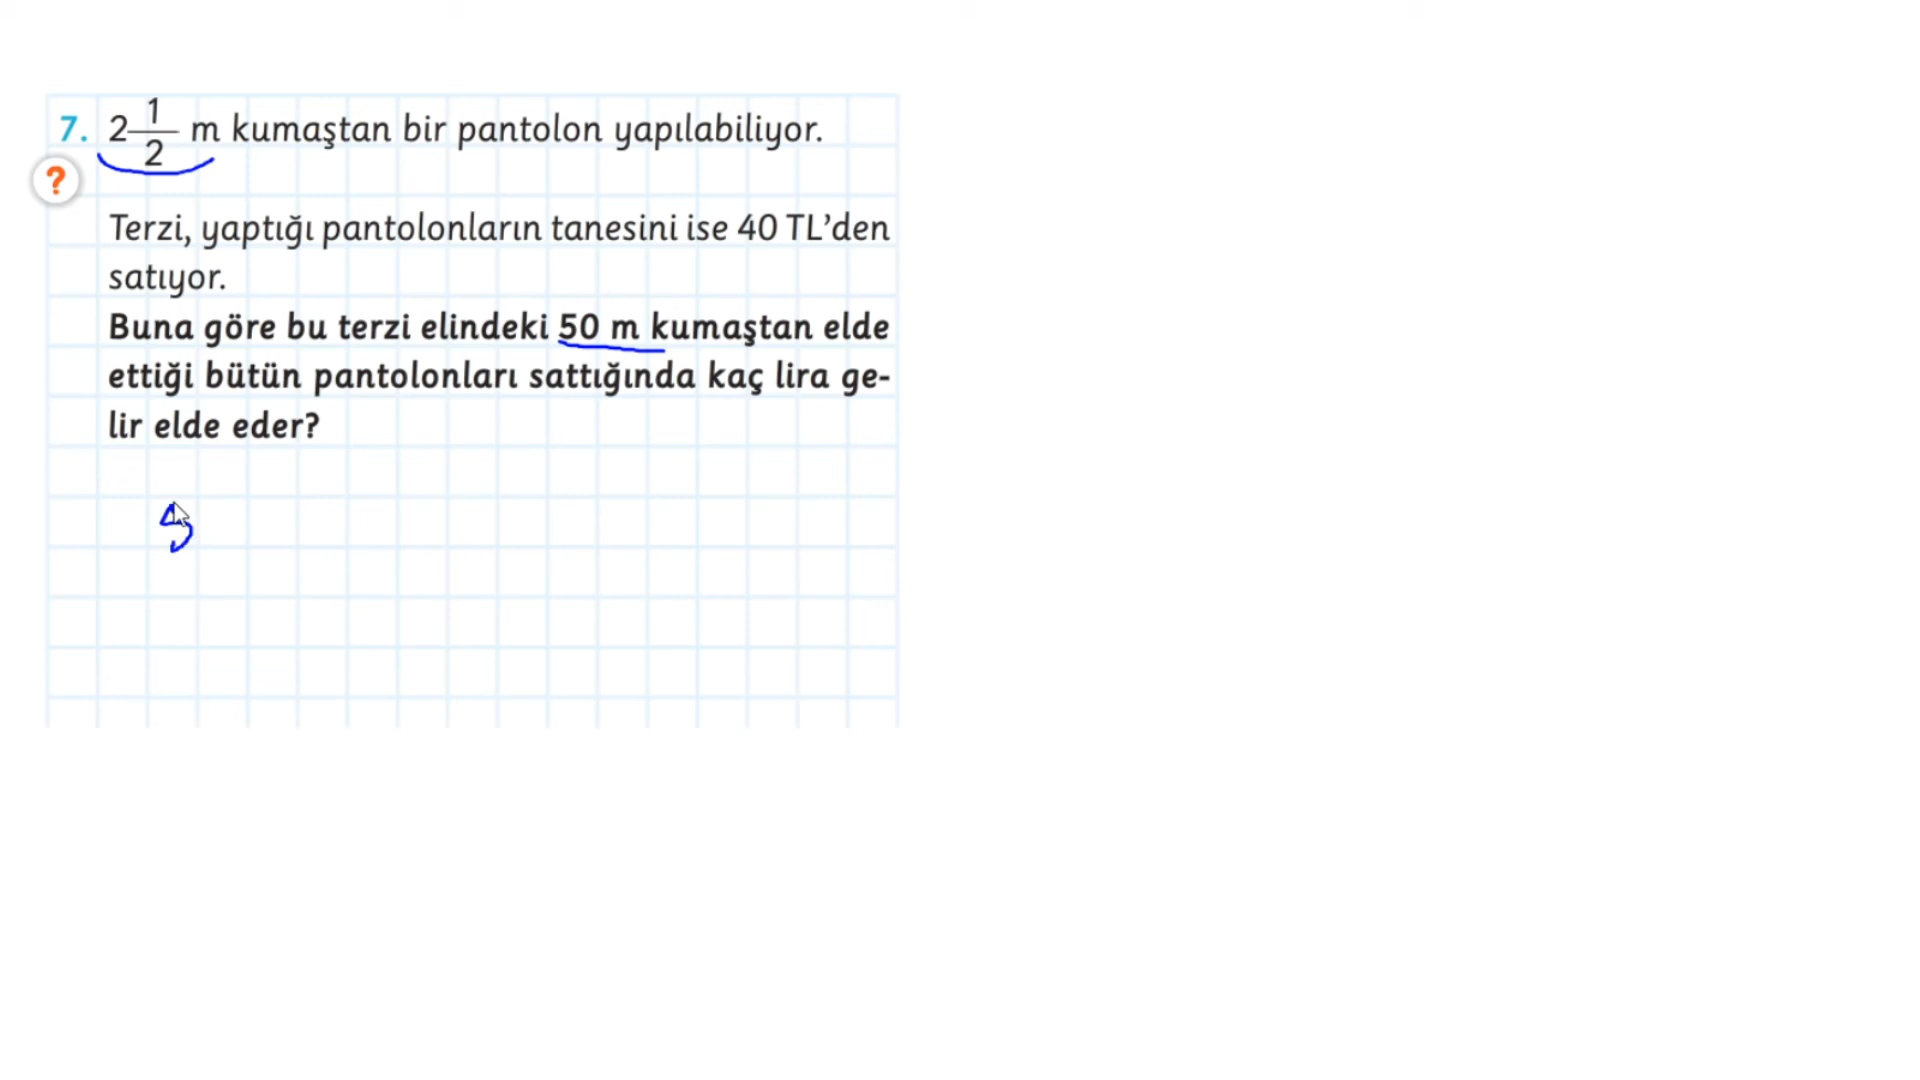 7. 2 1/2 m kumaştan bir pantolon yapılabiliyor.
?
Terzi, yaptığı pantolonların tanesini ise 40 TL’den
satıyor.
Buna göre bu terzi elindeki 50 m kumaştan elde
ettiği bütün pantolonları sattığında kaç lira ge-
lir elde eder?
5